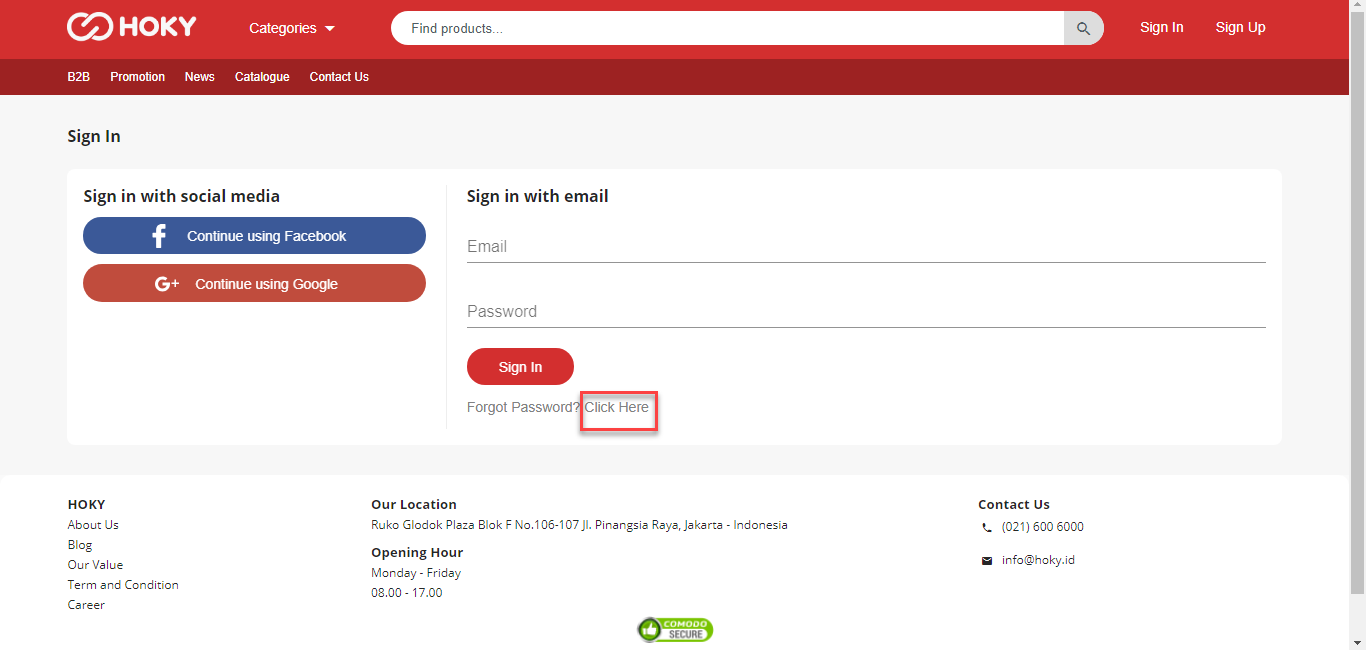 HOKY
Categories
Find products...
Sign In
Sign Up
B2B
Promotion
News
Catalogue
Contact Us
Sign In
Sign in with social media
Continue using Facebook
G+ Continue using Google
Sign in with email
Email
Password
Sign In
Forgot Password? Click Here
HOKY
About Us
Blog
Our Value
Term and Condition
Career
Our Location
Ruko Glodok Plaza Blok F No.106-107 Jl. Pinangsia Raya, Jakarta - Indonesia
Opening Hour
Monday - Friday
08.00 - 17.00
Contact Us
(021) 600 6000
info@hoky.id
COMODO
SECURE